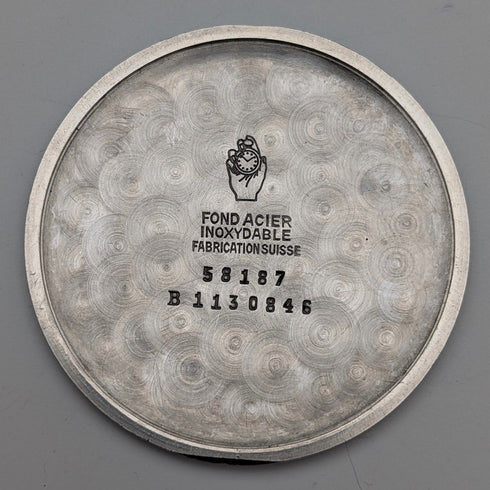 FOND ACIER
INOXYDABLE
FABRICATION SUISSE
58187
B 1130846